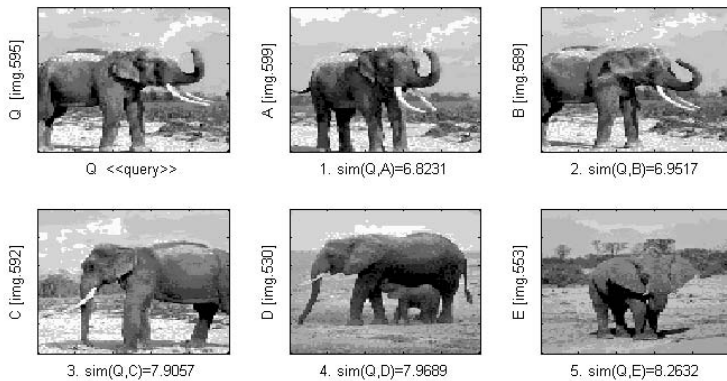 Q [img.595]
Q <<query>>
A [img.599]
1. sim(Q,A)=6.8231
B [img.589]
2. sim(Q,B)=6.9517
C [img.592]
3. sim(Q,C)=7.9057
D [img.530]
4. sim(Q,D)=7.9689
E [img.553]
5. sim(Q,E)=8.2632